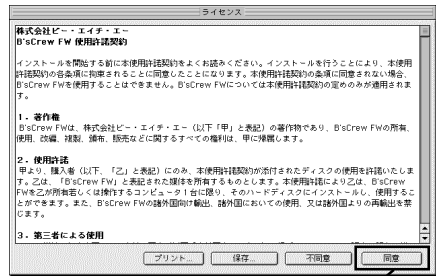 ライセンス
株式会社ビー・エイチ・エー
B'sCrew FW 使用許諾契約
インストールを開始する前に本使用許諾契約をよくお読みください。インストールを行うことにより、本使用
許諾契約の各条項に拘束されることに同意したことになります。本使用許諾契約の条項に同意されない場合、
B'sCrew FWを使用することはできません。B'sCrew FWについては本使用許諾契約の定めのみが適用されま
す。
1．著作権
B'sCrew FWは、株式会社ビー・エイチ・エー（以下「甲」と表記）の著作物であり、B'sCrew FWの所有、
使用、改編、複製、頒布、販売などに関するすべての権利は、甲に帰属します。
2．使用許諾
甲より、購入者（以下、「乙」と表記）にのみ、本使用許諾契約が添付されたディスクの使用を許諾いたしま
す。乙は、「B'sCrew FW」と表記された媒体を所有するものとします。本使用許諾により乙は、B'sCrew
FWを乙が所有若しくは操作するコンピュータ１台に限り、そのハードディスクにインストールし、使用するこ
とができます。また、B'sCrew FWの諸外国向け輸出、諸外国においての使用、又は諸外国よりの再輸出を禁
じます。
3．第三者による使用
プリント...
保存...
不同意
同意